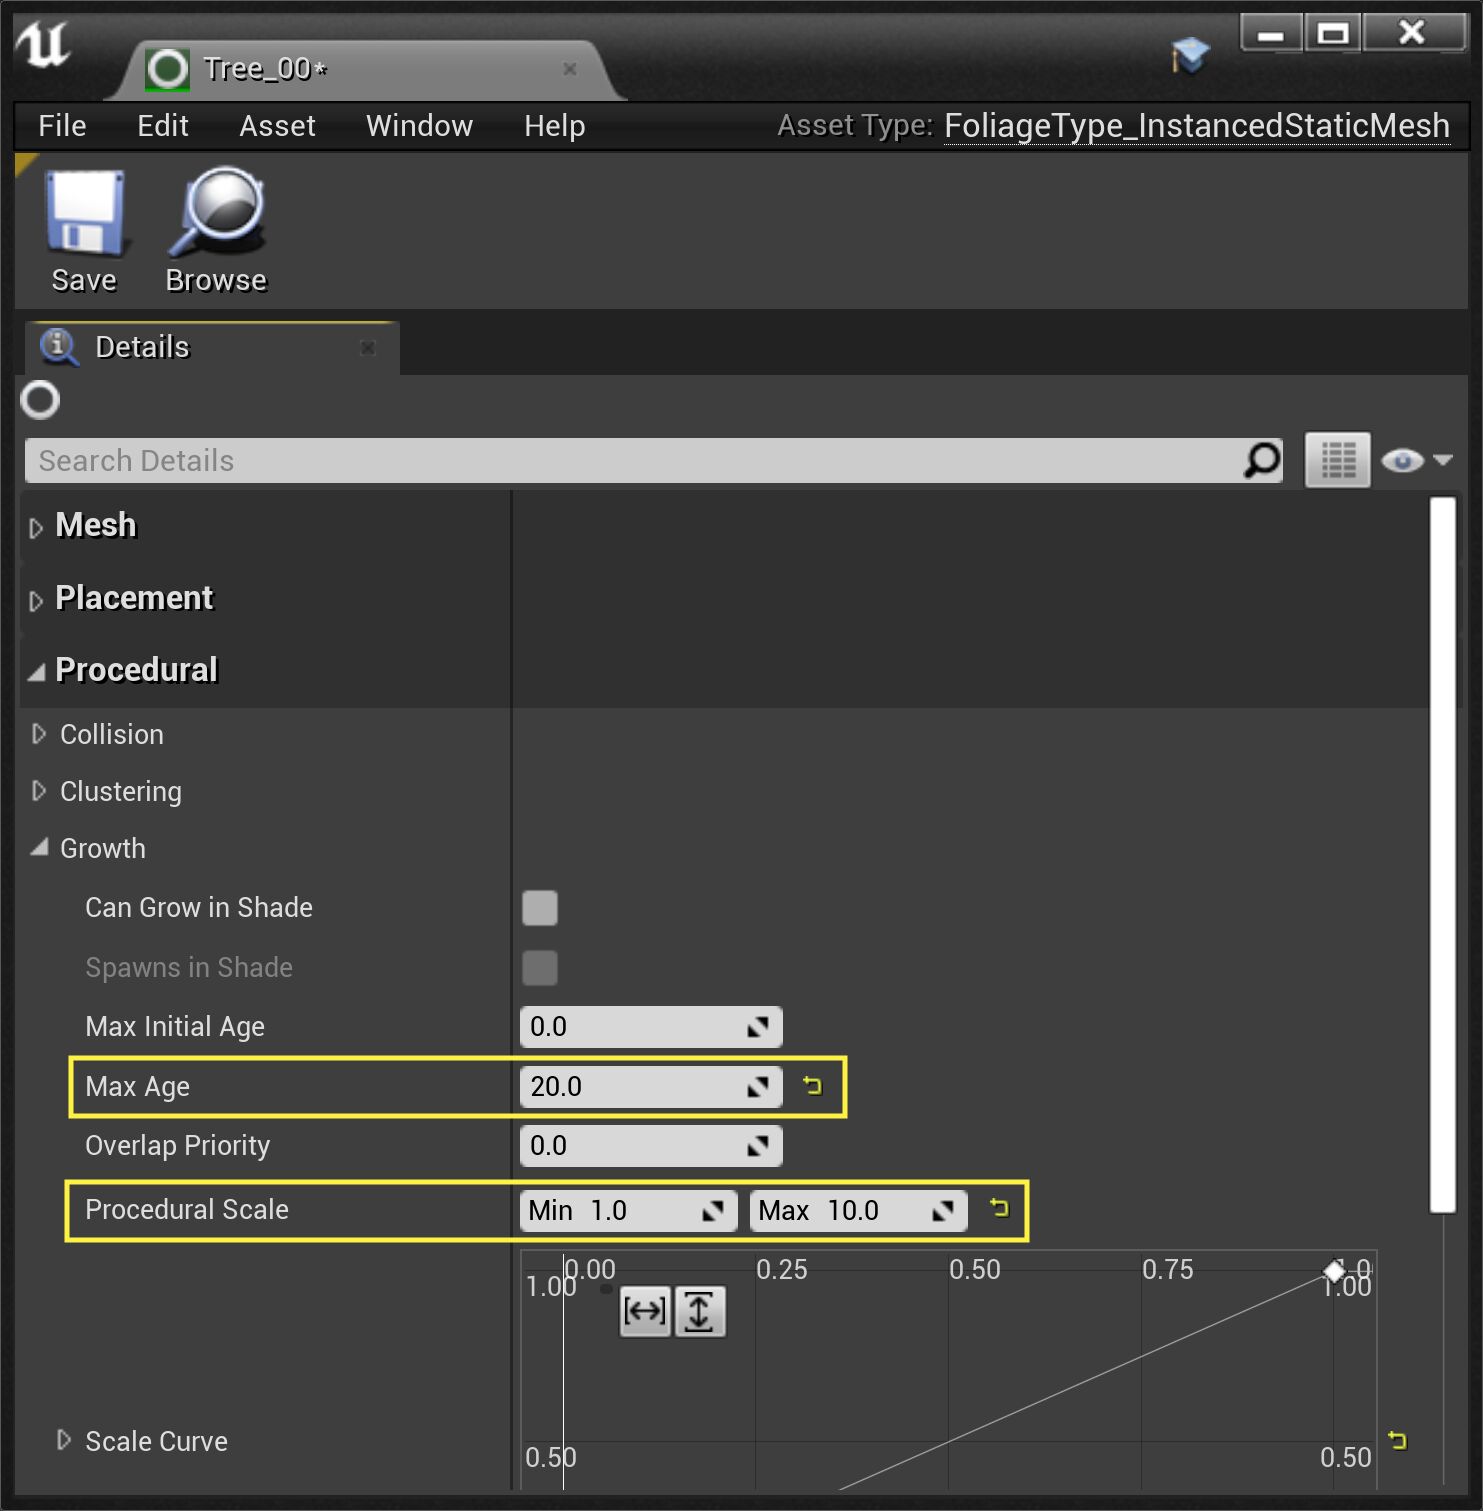 Tree_00*
File Edit Asset Window Help Asset Type: FoliageType_InstancedStaticMesh
Save Browse
Details
Search Details
Mesh
Placement
Procedural
Collision
Clustering
Growth
Can Grow in Shade
Spawns in Shade
Max Initial Age 0.0
Max Age 20.0
Overlap Priority 0.0
Procedural Scale Min 1.0 Max 10.0
0.00 0.25 0.50 0.75 1.0
1.00 1.00
Scale Curve
0.50 0.50